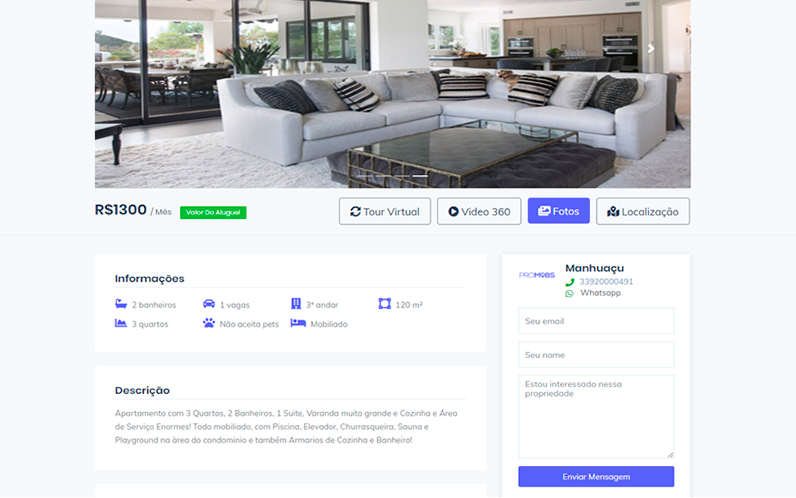 R$1300 / Mês Valor Do Aluguel
Tour Virtual Video 360 Fotos Localização
Informações
2 banheiros 1 vagas 3ª andar 120 m²
3 quartos Não aceita pets Mobiliado
Descrição
Apartamento com 3 Quartos, 2 Banheiros, 1 Suite, Varanda muito grande e Cozinha e Área
de Serviço Enormes! Todo mobiliado, com Piscina, Elevador, Churrasqueira, Sauna e
Playground na àrea do condominio e também Armarios de Cozinha e Banheiro!
PROMOBS
Manhuaçu
33920000491
Whatsapp
Seu email
Seu nome
Estou interessado nessa
propriedade
Enviar Mensagem